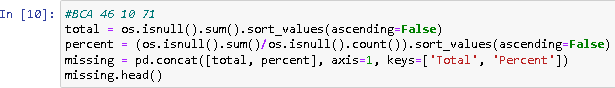 In [10]: #BCA 46 10 71
total = os.isnull().sum().sort_values(ascending=False)
percent = (os.isnull().sum()/os.isnull().count()).sort_values(ascending=False)
missing = pd.concat([total, percent], axis=1, keys=['Total', 'Percent'])
missing.head()